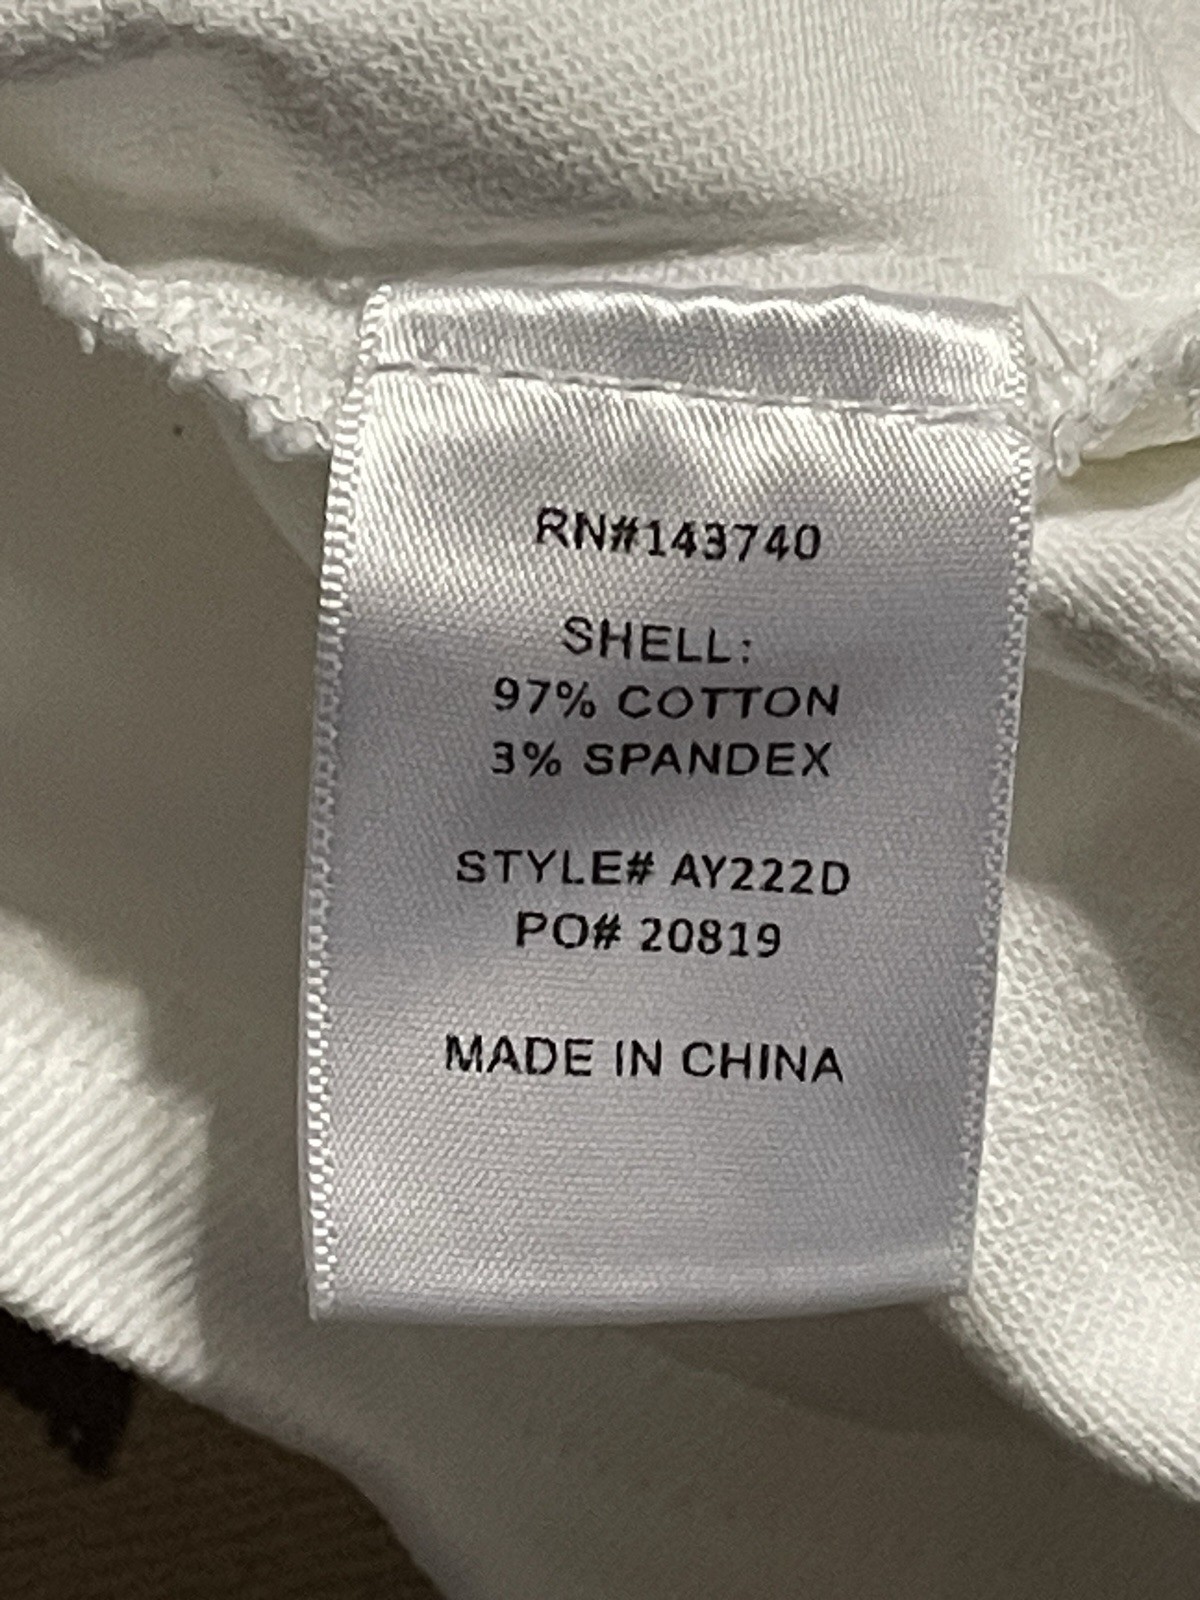 RN#143740
SHELL:
97% COTTON
3% SPANDEX
STYLE# AY222D
PO# 20819
MADE IN CHINA